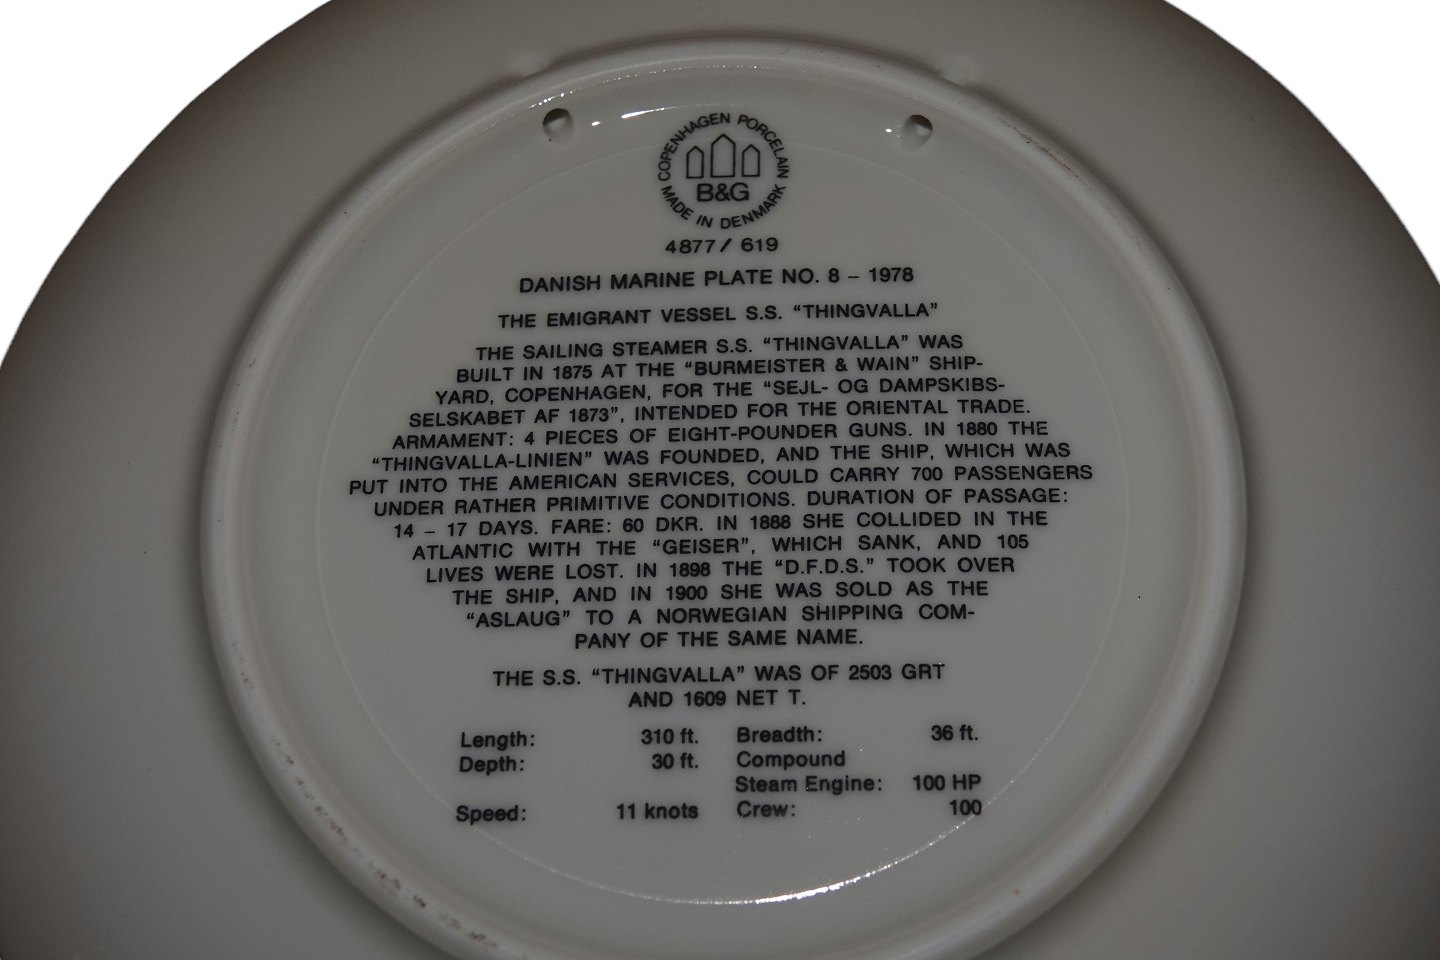 COPENHAGEN PORCELAIN
B&G
MADE IN DENMARK
4877/ 619
DANISH MARINE PLATE NO. 8 – 1978
THE EMIGRANT VESSEL S.S. “THINGVALLA”
THE SAILING STEAMER S.S. “THINGVALLA” WAS
BUILT IN 1875 AT THE “BURMEISTER & WAIN” SHIP-
YARD, COPENHAGEN, FOR THE “SEJL- OG DAMPSKIBS-
SELSKABET AF 1873”, INTENDED FOR THE ORIENTAL TRADE.
ARMAMENT: 4 PIECES OF EIGHT-POUNDER GUNS. IN 1880 THE
“THINGVALLA-LINIEN” WAS FOUNDED, AND THE SHIP, WHICH WAS
PUT INTO THE AMERICAN SERVICES, COULD CARRY 700 PASSENGERS
UNDER RATHER PRIMITIVE CONDITIONS. DURATION OF PASSAGE:
14 – 17 DAYS. FARE: 60 DKR. IN 1888 SHE COLLIDED IN THE
ATLANTIC WITH THE “GEISER”, WHICH SANK, AND 105
LIVES WERE LOST. IN 1898 THE “D.F.D.S.” TOOK OVER
THE SHIP, AND IN 1900 SHE WAS SOLD AS THE
“ASLAUG” TO A NORWEGIAN SHIPPING COM-
PANY OF THE SAME NAME.
THE S.S. “THINGVALLA” WAS OF 2503 GRT
AND 1609 NET T.
Length: 310 ft. Breadth: 36 ft.
Depth: 30 ft. Compound
Steam Engine: 100 HP
Speed: 11 knots Crew: 100